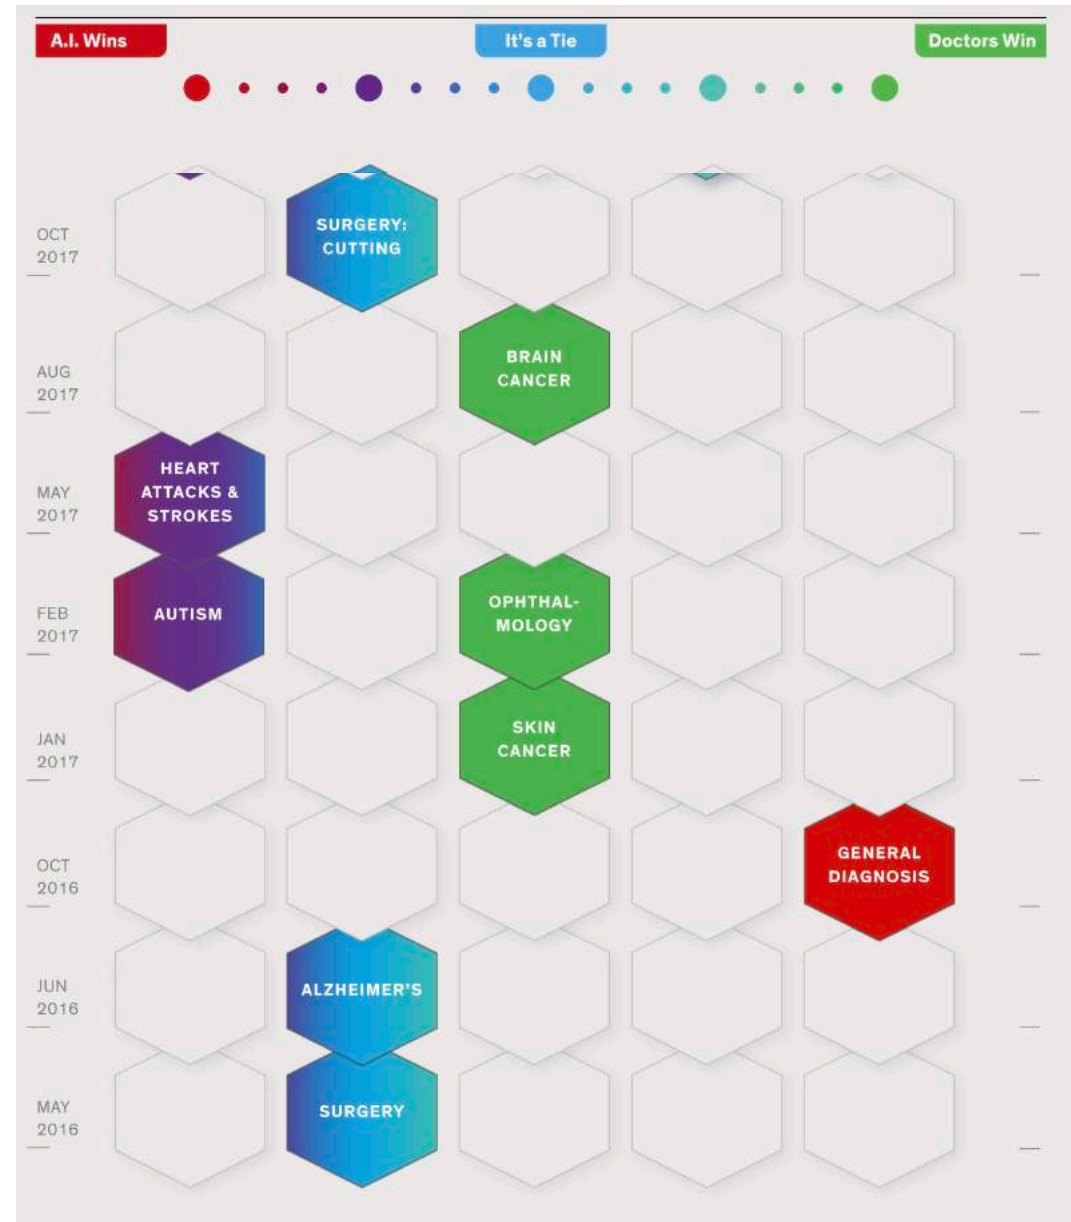 A.I. Wins
It's a Tie
Doctors Win
OCT
2017
SURGERY:
CUTTING
AUG
2017
BRAIN
CANCER
MAY
2017
HEART
ATTACKS &
STROKES
FEB
2017
AUTISM
OPHTHAL-
MOLOGY
JAN
2017
SKIN
CANCER
OCT
2016
GENERAL
DIAGNOSIS
JUN
2016
ALZHEIMER'S
MAY
2016
SURGERY